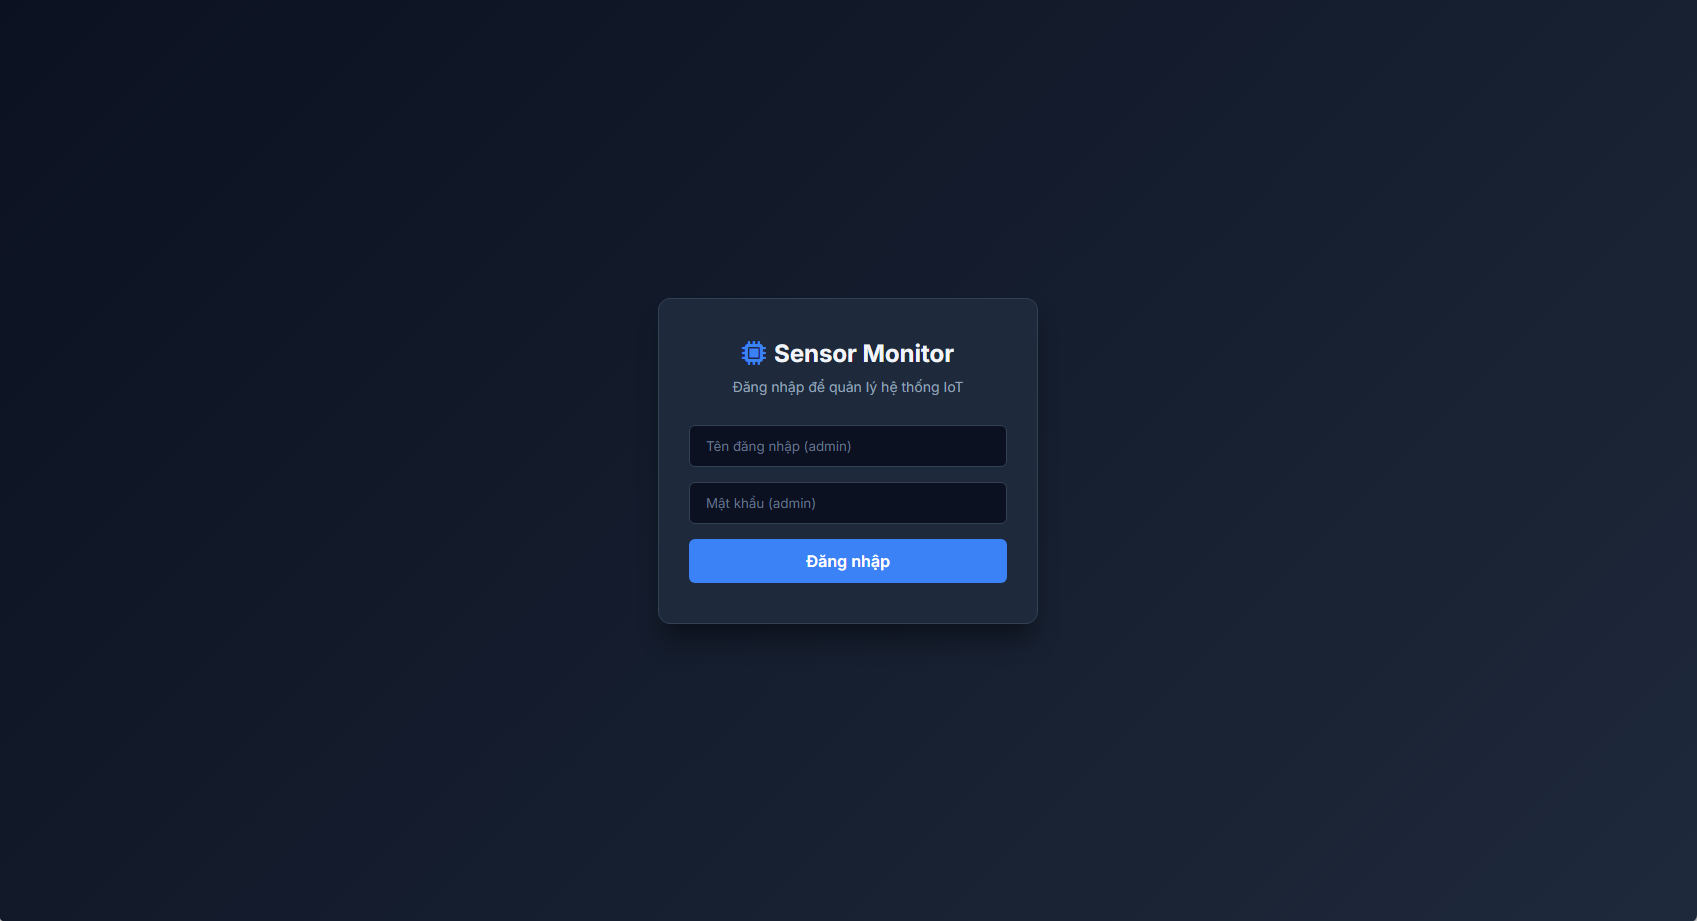 Sensor Monitor
Đăng nhập để quản lý hệ thống IoT
Tên đăng nhập (admin)
Mật khẩu (admin)
Đăng nhập